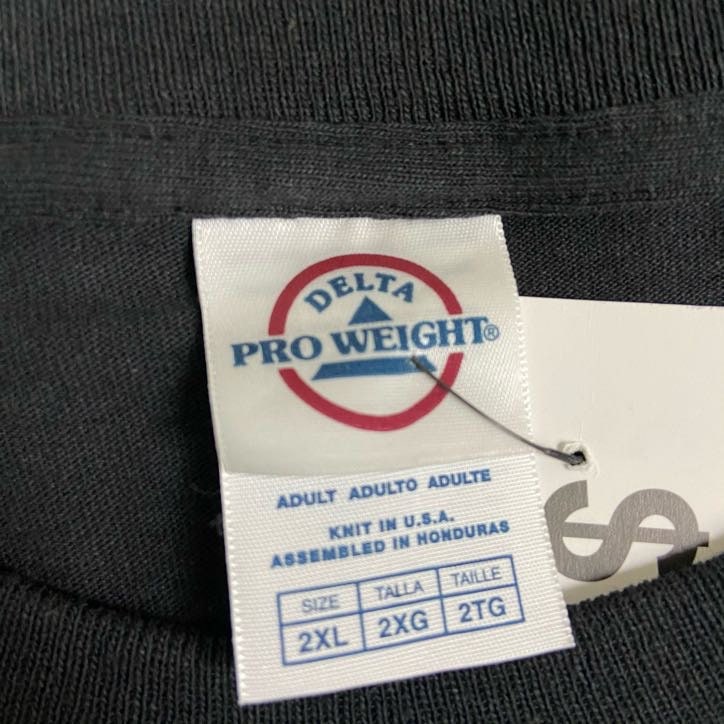 DELTA
PRO WEIGHT®
ADULT ADULTO ADULTE
KNIT IN U.S.A.
ASSEMBLED IN HONDURAS
SIZE TALLA TAILLE
2XL 2XG 2TG